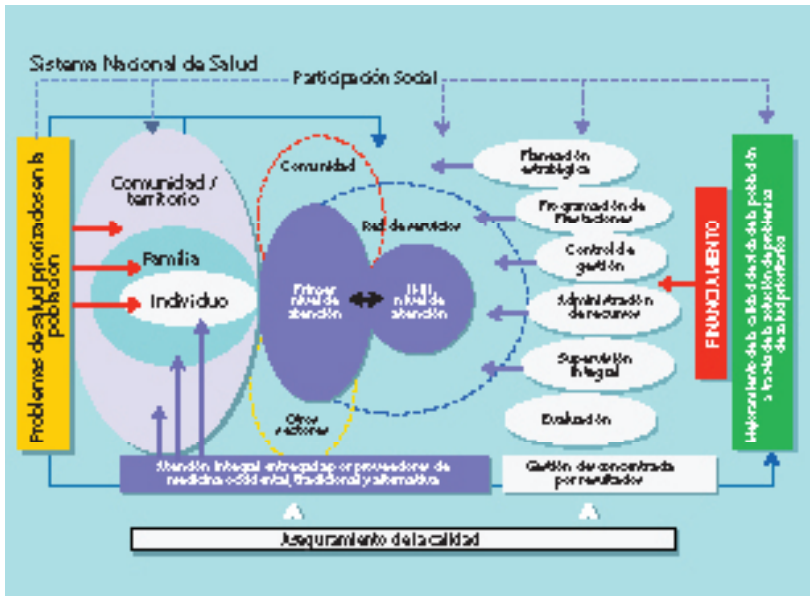 Sistema Nacional de Salud
Participación Social
Problemas de salud priorizados en la
población
Comunidad /
territorio
Familia
Individuo
Comunidad
Red de servicios
Primer
nivel de
atención
nivel de
atención
Otros
sectores
Planeación
estratégica
Programación de
Prestaciones
Control de
gestión
Administración
de recursos
Supervisión
Integral
Evaluación
FINANCIAMIENTO
Mejoramiento de la calidad de vida de la población
a través de la solución de problemas
de salud prioritarios
Atención integral entregada por proveedores de
medicina occidental, tradicional y alternativa
Gestión desconcentrada
por resultados
Aseguramiento de la calidad